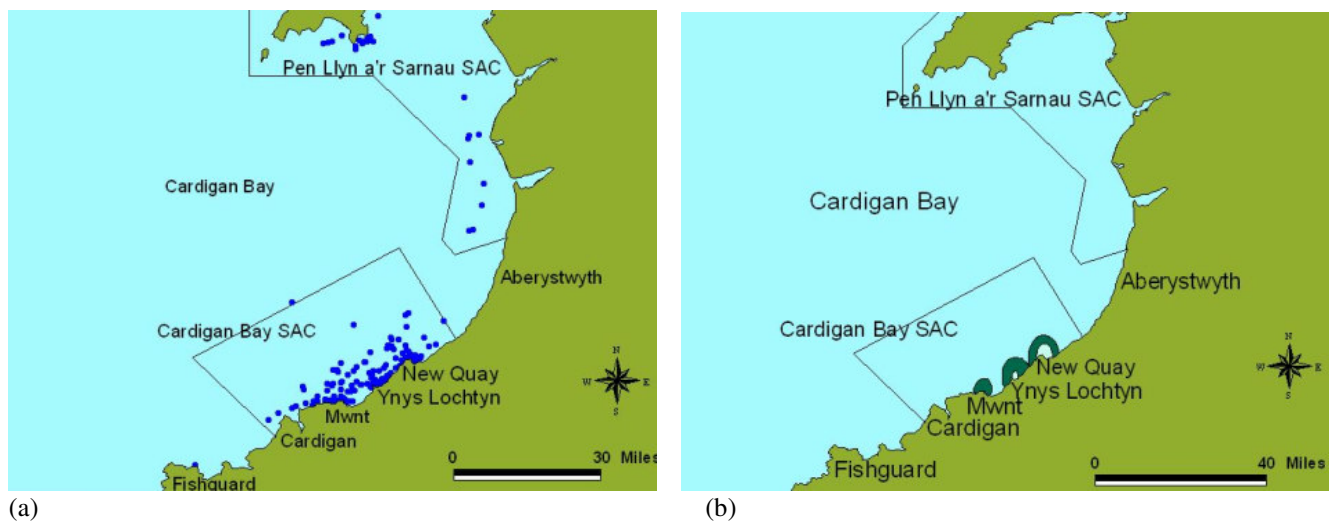 Pen Llyn a'r Sarnau SAC
Cardigan Bay
Aberystwyth
Cardigan Bay SAC
New Quay
Ynys Lochtyn
Mwnt
Cardigan
Fishguard
N
W E
S
0 30 Miles
(a)
Pen Llyn a'r Sarnau SAC
Cardigan Bay
Aberystwyth
Cardigan Bay SAC
New Quay
Ynys Lochtyn
Mwnt
Cardigan
Fishguard
N
W E
S
0 40 Miles
(b)